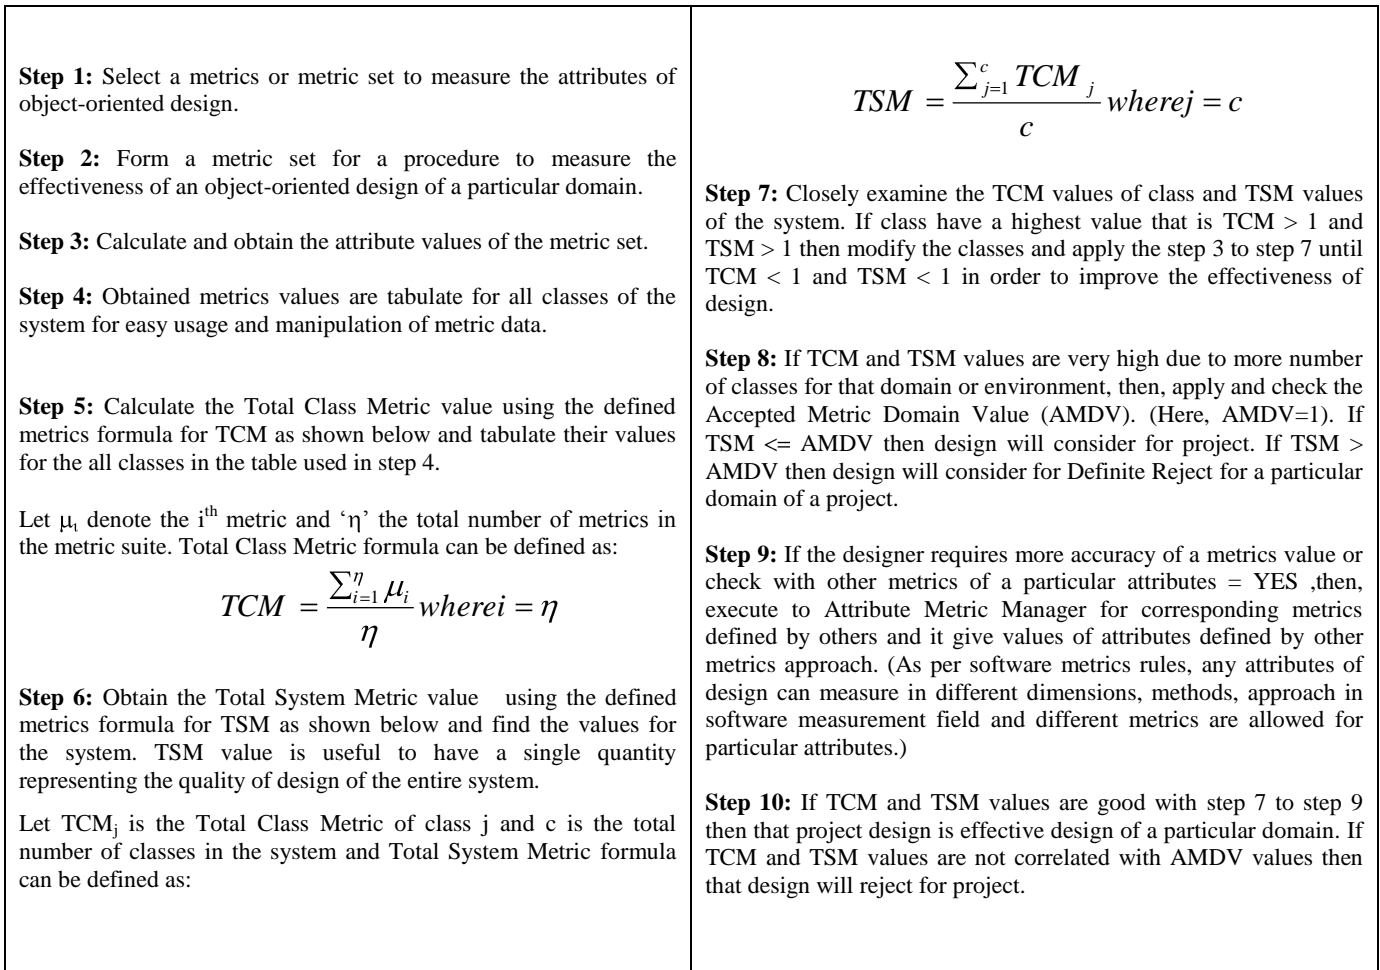 Step 1: Select a metrics or metric set to measure the attributes of
object-oriented design.
Step 2: Form a metric set for a procedure to measure the
effectiveness of an object-oriented design of a particular domain.
Step 3: Calculate and obtain the attribute values of the metric set.
Step 4: Obtained metrics values are tabulate for all classes of the
system for easy usage and manipulation of metric data.
Step 5: Calculate the Total Class Metric value using the defined
metrics formula for TCM as shown below and tabulate their values
for the all classes in the table used in step 4.
Let μι denote the i^th metric and ‘η’ the total number of metrics in
the metric suite. Total Class Metric formula can be defined as:
TCM = \frac{\sum_{i=1}^{η} μ_i}{η} wherei = η
Step 6: Obtain the Total System Metric value using the defined
metrics formula for TSM as shown below and find the values for
the system. TSM value is useful to have a single quantity
representing the quality of design of the entire system.
Let TCM_j is the Total Class Metric of class j and c is the total
number of classes in the system and Total System Metric formula
can be defined as:
TSM = \frac{\sum_{j=1}^{c} TCM_j}{c} wherej = c
Step 7: Closely examine the TCM values of class and TSM values
of the system. If class have a highest value that is TCM > 1 and
TSM > 1 then modify the classes and apply the step 3 to step 7 until
TCM < 1 and TSM < 1 in order to improve the effectiveness of
design.
Step 8: If TCM and TSM values are very high due to more number
of classes for that domain or environment, then, apply and check the
Accepted Metric Domain Value (AMDV). (Here, AMDV=1). If
TSM <= AMDV then design will consider for project. If TSM >
AMDV then design will consider for Definite Reject for a particular
domain of a project.
Step 9: If the designer requires more accuracy of a metrics value or
check with other metrics of a particular attributes = YES ,then,
execute to Attribute Metric Manager for corresponding metrics
defined by others and it give values of attributes defined by other
metrics approach. (As per software metrics rules, any attributes of
design can measure in different dimensions, methods, approach in
software measurement field and different metrics are allowed for
particular attributes.)
Step 10: If TCM and TSM values are good with step 7 to step 9
then that project design is effective design of a particular domain. If
TCM and TSM values are not correlated with AMDV values then
that design will reject for project.